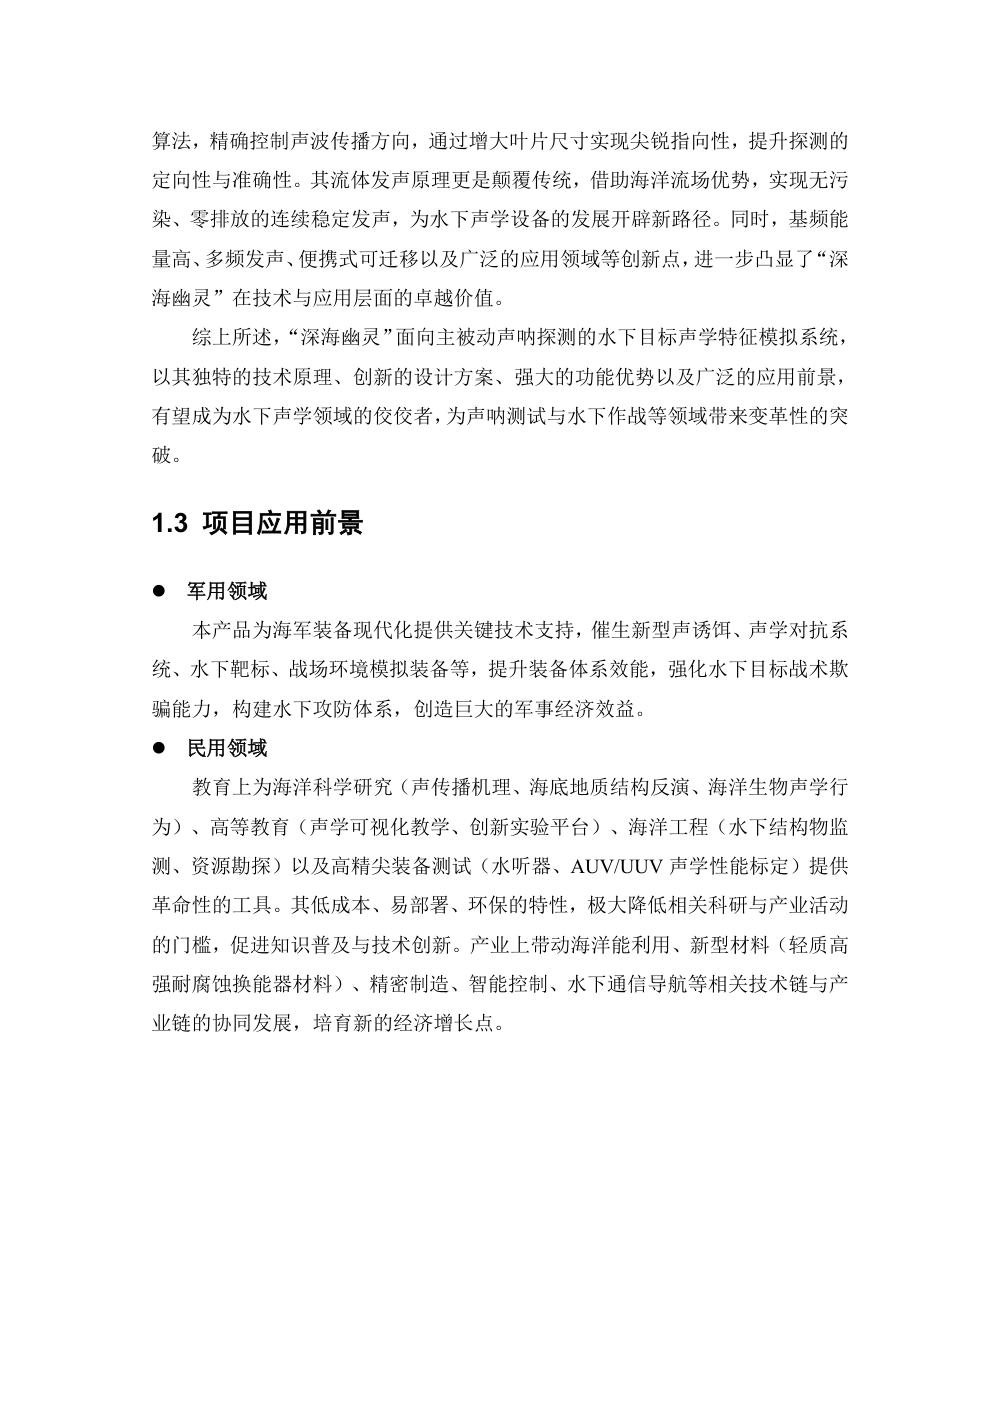 算法，精确控制声波传播方向，通过增大叶片尺寸实现尖锐指向性，提升探测的
定向性与准确性。其流体发声原理更是颠覆传统，借助海洋流场优势，实现无污
染、零排放的连续稳定发声，为水下声学设备的发展开辟新路径。同时，基频能
量高、多频发声、便携式可迁移以及广泛的应用领域等创新点，进一步凸显了“深
海幽灵”在技术与应用层面的卓越价值。
综上所述，“深海幽灵”面向主被动声呐探测的水下目标声学特征模拟系统，
以其独特的技术原理、创新的设计方案、强大的功能优势以及广泛的应用前景，
有望成为水下声学领域的佼佼者，为声呐测试与水下作战等领域带来变革性的突
破。
1.3 项目应用前景
● 军用领域
本产品为海军装备现代化提供关键技术支持，催生新型声诱饵、声学对抗系
统、水下靶标、战场环境模拟装备等，提升装备体系效能，强化水下目标战术欺
骗能力，构建水下攻防体系，创造巨大的军事经济效益。
● 民用领域
教育上为海洋科学研究（声传播机理、海底地质结构反演、海洋生物声学行
为）、高等教育（声学可视化教学、创新实验平台）、海洋工程（水下结构物监
测、资源勘探）以及高精尖装备测试（水听器、AUV/UUV 声学性能标定）提供
革命性的工具。其低成本、易部署、环保的特性，极大降低相关科研与产业活动
的门槛，促进知识普及与技术创新。产业上带动海洋能利用、新型材料（轻质高
强耐腐蚀换能器材料）、精密制造、智能控制、水下通信导航等相关技术链与产
业链的协同发展，培育新的经济增长点。